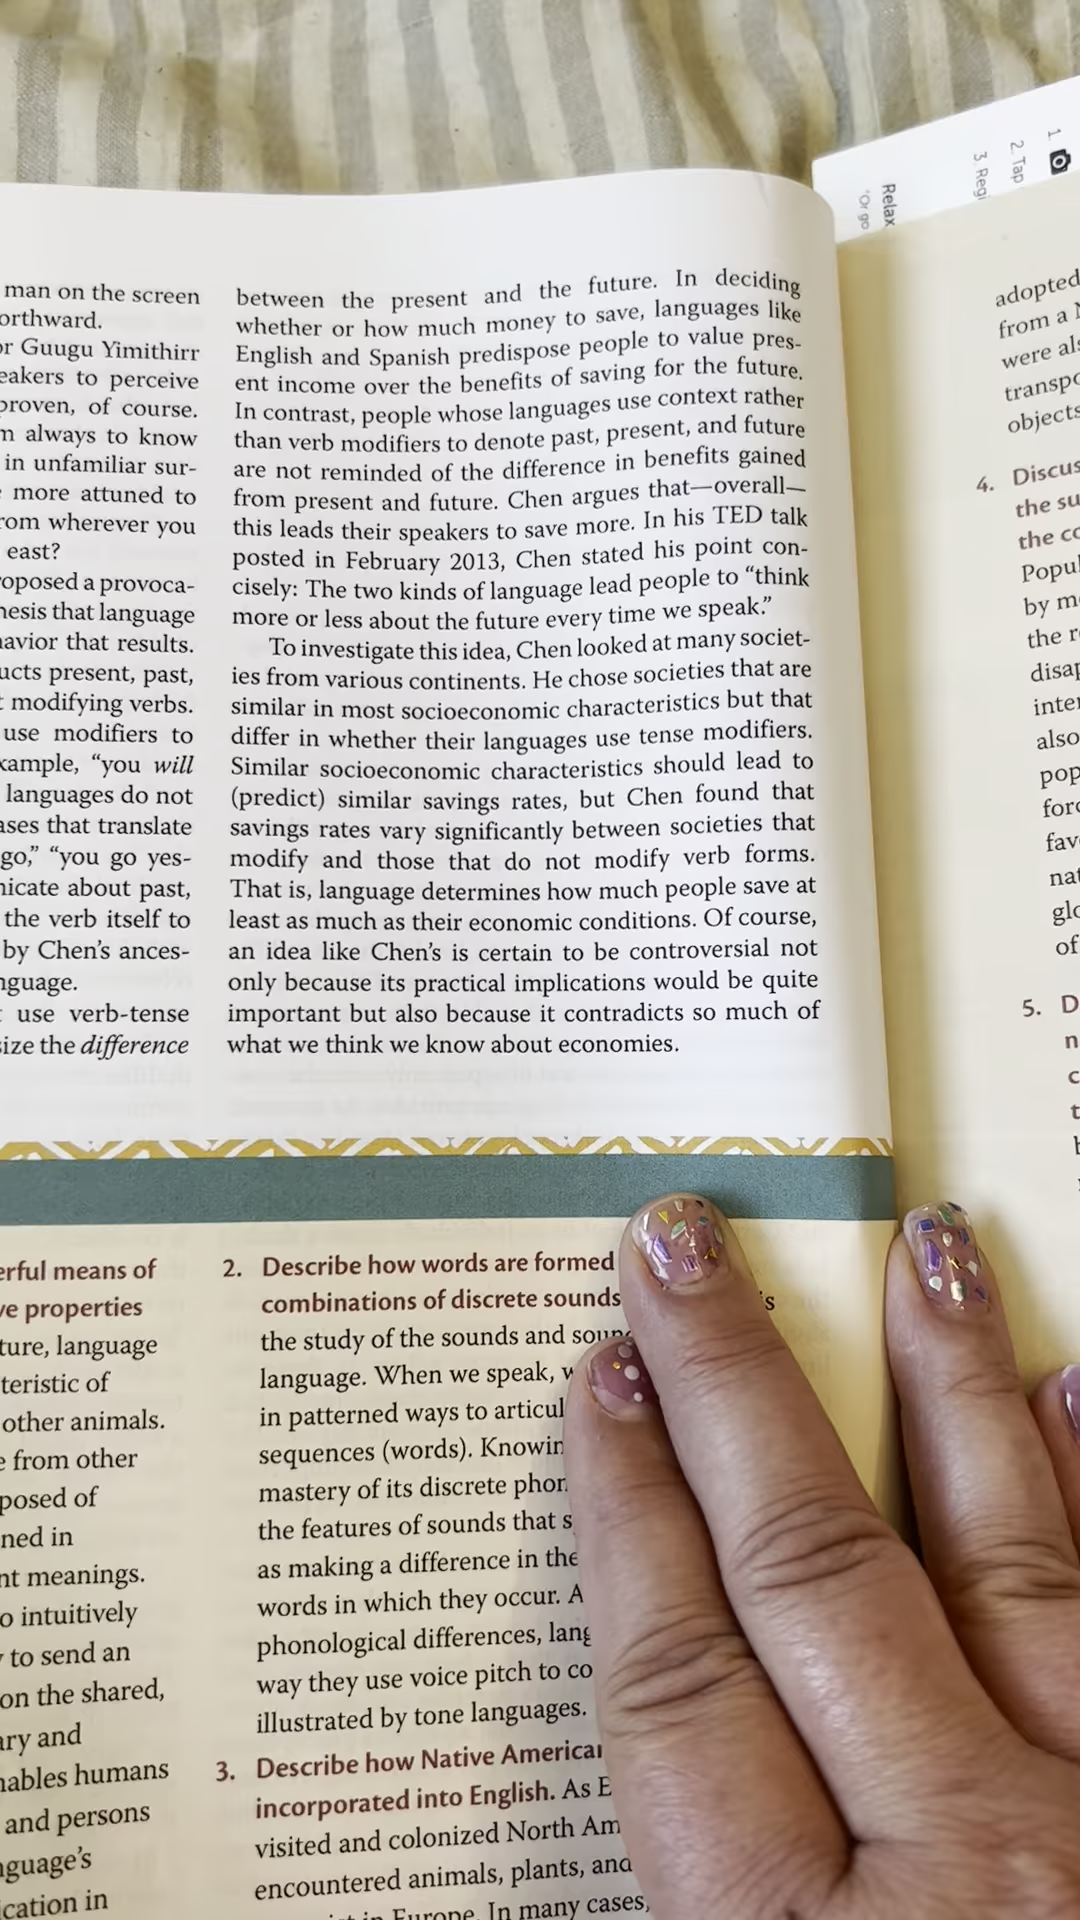 man on the screen
orthward.
or Guugu Yimithirr
eakers to perceive
proven, of course.
always to know
in unfamiliar sur-
more attuned to
rom wherever you
east?
roposed a provoca-
hesis that language
avior that results.
ucts present, past,
modifying verbs.
use modifiers to
xample, “you will
languages do not
ases that translate
go,” “you go yes-
nicate about past,
the verb itself to
by Chen’s ances-
nguage.
use verb-tense
size the difference
between the present and the future. In deciding
whether or how much money to save, languages like
English and Spanish predispose people to value pres-
ent income over the benefits of saving for the future.
In contrast, people whose languages use context rather
than verb modifiers to denote past, present, and future
are not reminded of the difference in benefits gained
from present and future. Chen argues that—overall—
this leads their speakers to save more. In his TED talk
posted in February 2013, Chen stated his point con-
cisely: The two kinds of language lead people to “think
more or less about the future every time we speak.”
To investigate this idea, Chen looked at many societ-
ies from various continents. He chose societies that are
similar in most socioeconomic characteristics but that
differ in whether their languages use tense modifiers.
Similar socioeconomic characteristics should lead to
(predict) similar savings rates, but Chen found that
savings rates vary significantly between societies that
modify and those that do not modify verb forms.
That is, language determines how much people save at
least as much as their economic conditions. Of course,
an idea like Chen’s is certain to be controversial not
only because its practical implications would be quite
important but also because it contradicts so much of
what we think we know about economies.
erful means of
ve properties
ture, language
teristic of
other animals.
e from other
posed of
ned in
nt meanings.
o intuitively
to send an
on the shared,
ary and
nables humans
and persons
nguage’s
ication in
2. Describe how words are formed
combinations of discrete sounds
the study of the sounds and soun
language. When we speak, w
in patterned ways to articul
sequences (words). Knowin
mastery of its discrete phon
the features of sounds that s
as making a difference in the
words in which they occur. A
phonological differences, lang
way they use voice pitch to co
illustrated by tone languages.
3. Describe how Native American
incorporated into English. As E
visited and colonized North Am
encountered animals, plants, and
in Europe. In many cases,
1
2. Tap
3. Regi
Relax
*Or go
adopted
from a
were als
transpo
objects
4. Discus
the su
the co
Popul
by m
the r
disap
inter
also
pop
forc
fav
nat
glo
of
5. D
n
c
t